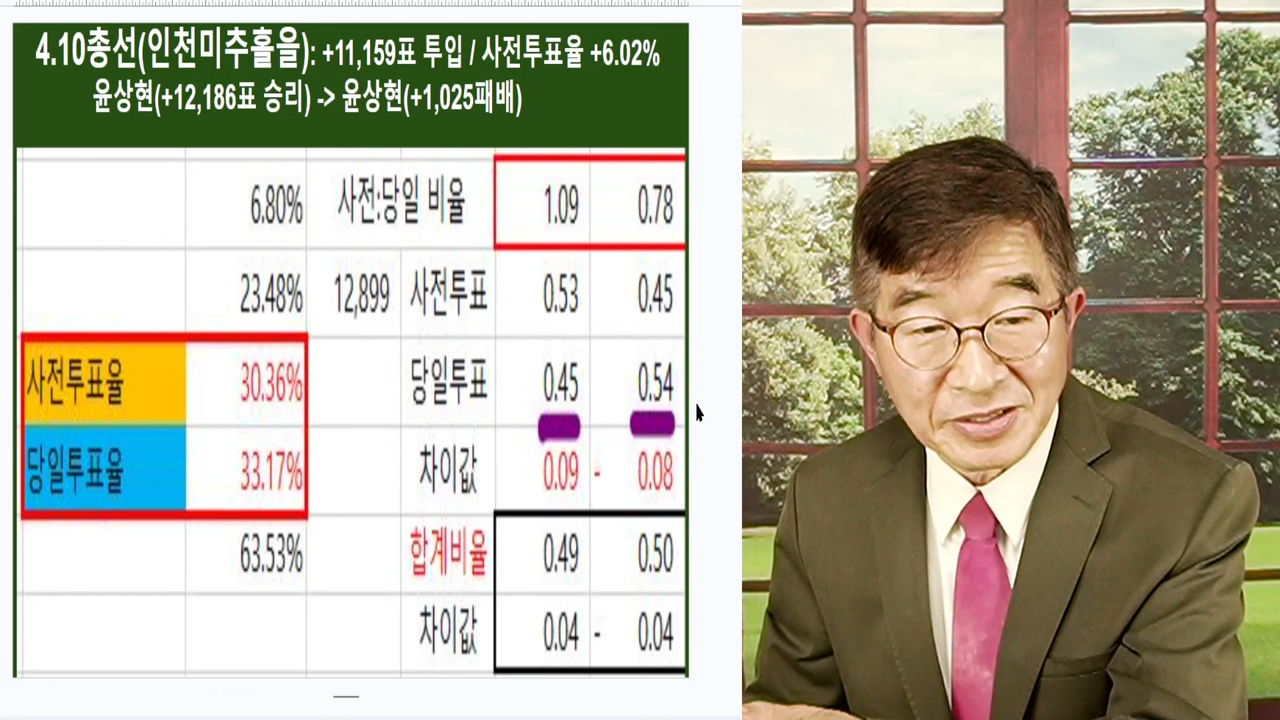 4.10총선(인천미추홀을): +11,159표 투입 / 사전투표율 +6.02%
윤상현(+12,186표 승리) -> 윤상현(+1,025패배)
6.80% 사전:당일 비율 1.09 0.78
23.48% 12,899 사전투표 0.53 0.45
사전투표율 30.36% 당일투표 0.45 0.54
당일투표율 33.17% 차이값 0.09 - 0.08
63.53% 합계비율 0.49 0.50
차이값 0.04 - 0.04